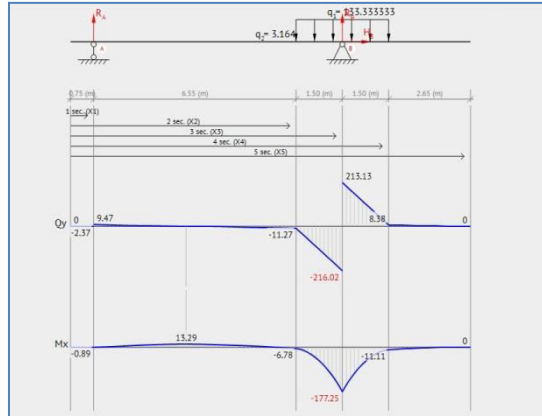 R_A
q₁= 133.333333
q₂= 3.164
H
A
B
0.75 (m)
6.55 (m)
1.50 (m)
1.50 (m)
2.65 (m)
1 sec. (X1)
2 sec. (X2)
3 sec. (X3)
4 sec. (X4)
5 sec. (X5)
213.13
Qy
0
9.47
8.38
0
-2.37
-11.27
-216.02
Mx
13.29
0
-0.89
-6.78
-11.11
-177.25